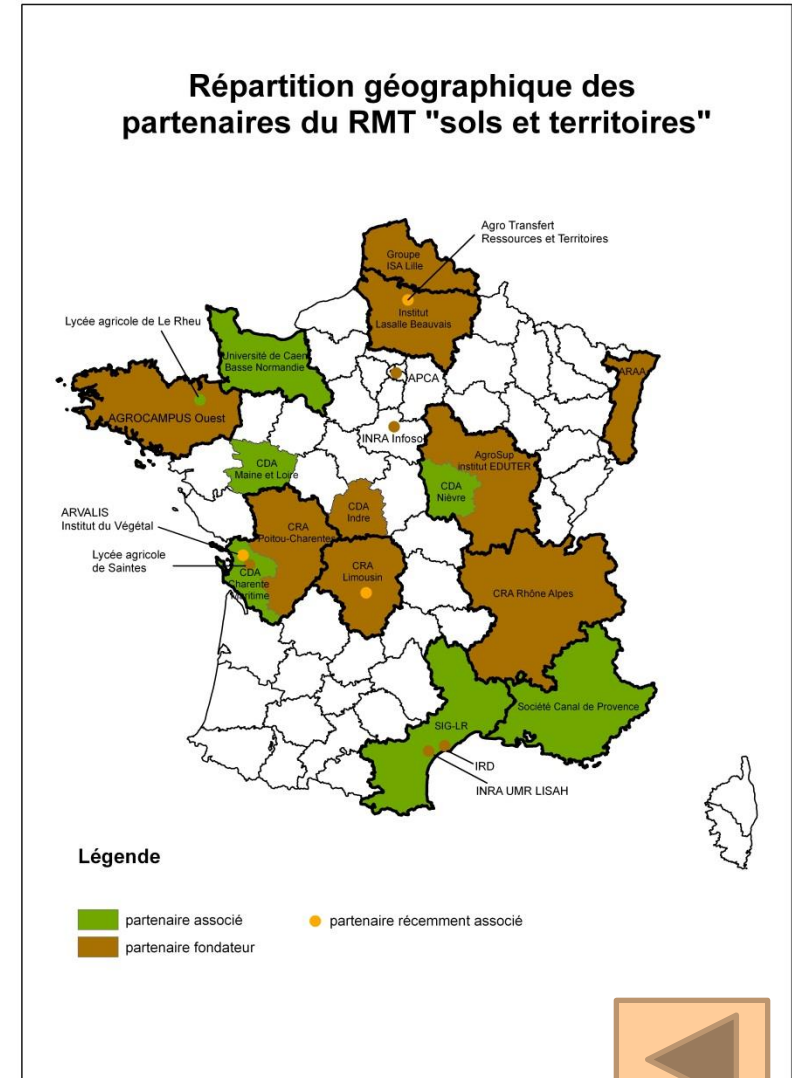 Répartition géographique des
partenaires du RMT "sols et territoires"
Agro Transfert
Ressources et Territoires
Groupe
ISA Lille
Institut
Lasalle Beauvais
Lycée agricole de Le Rheu
Université de Caen
Basse Normandie
APCA
ARAA
AGROCAMPUS Ouest
INRA Infosol
CDA
Maine et Loire
AgroSup
institut EDUTER
CDA
Nièvre
CDA
Indre
ARVALIS
Institut du Végétal
CRA
Poitou-Charentes
Lycée agricole
de Saintes
CDA
Charente
Maritime
CRA
Limousin
CRA Rhône Alpes
Société Canal de Provence
SIG-LR
IRD
INRA UMR LISAH
Légende
partenaire associé
partenaire récemment associé
partenaire fondateur